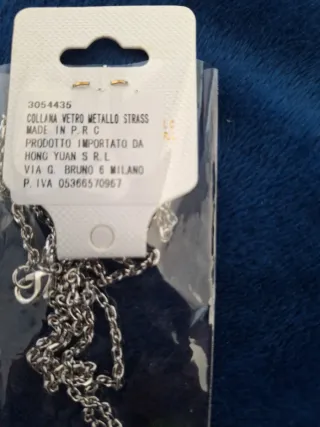 3054435
COLLANA VETRO METALLO STRASS
MADE IN P.R C
PRODOTTO IMPORTATO DA
HONG YUAN S R.L
VIA G. BRUNO 6 MILANO
P. IVA 05366570967